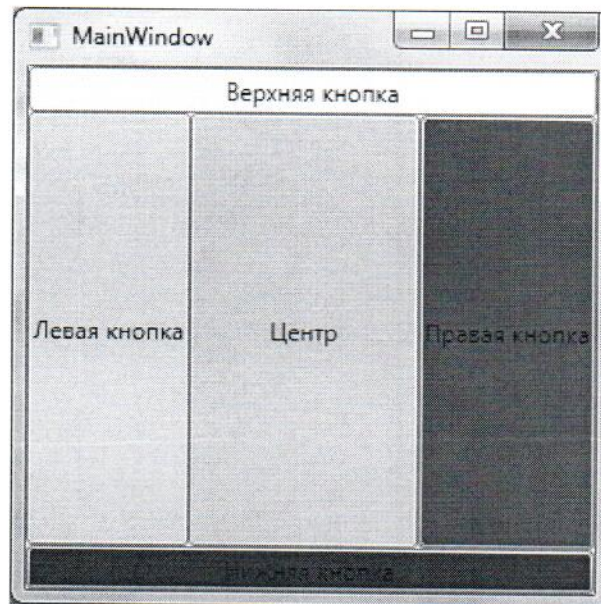 MainWindow
Верхняя кнопка
Левая кнопка
Центр
Правая кнопка
Нижняя кнопка